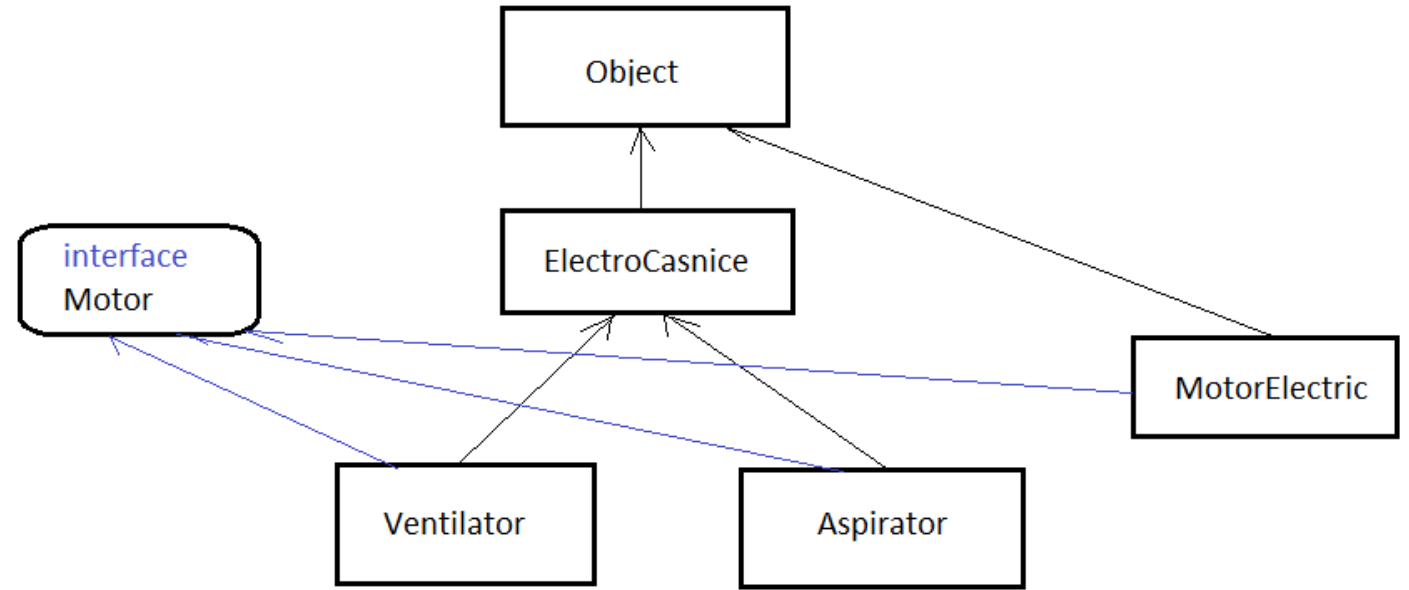 Object
interface
Motor
ElectroCasnice
MotorElectric
Ventilator
Aspirator